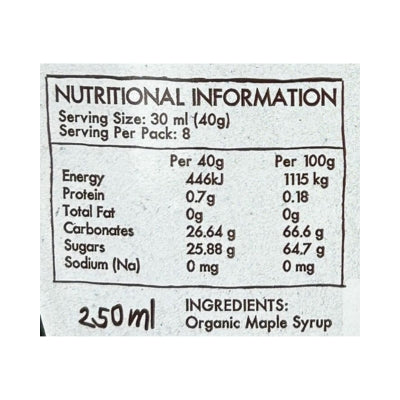 NUTRITIONAL INFORMATION
Serving Size: 30 ml (40g)
Serving Per Pack: 8
Per 40g Per 100g
Energy 446kJ 1115 kg
Protein 0.7g 0.18
Total Fat 0g 0g
Carbonates 26.64 g 66.6 g
Sugars 25.88 g 64.7 g
Sodium (Na) 0 mg 0 mg
250ml
INGREDIENTS:
Organic Maple Syrup